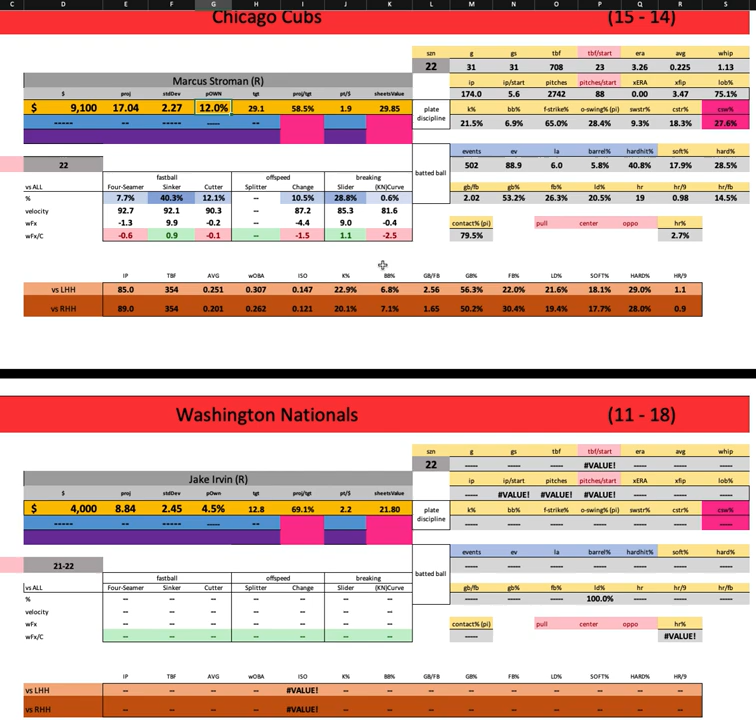 C D E F G H I J K L M N O P Q R S
Chicago Cubs (15 - 14)
szn g gs tbf tbf/start era avg whip
22 31 31 708 23 3.26 0.225 1.13
Marcus Stroman (R) ip ip/start pitches pitches/start xERA xfip lob%
$ proj stdDev pOWN tgt proj/tgt pt/$ sheetsValue 174.0 5.6 2742 88 0.00 3.47 75.1%
$ 9,100 17.04 2.27 12.0% 29.1 58.5% 1.9 29.85 plate discipline k% bb% f-strike% o-swing% (pi) swstr% cstr% csw%
----- -- -- ---- -- 21.5% 6.9% 65.0% 28.4% 9.3% 18.3% 27.6%
events ev la barrel% hardhit% soft% hard%
22 502 88.9 6.0 5.8% 40.8% 17.9% 28.5%
fastball offspeed breaking batted ball
vs ALL Four-Seamer Sinker Cutter Splitter Change Slider (KN)Curve gb/fb gb% fb% ld% hr hr/9 hr/fb
% 7.7% 40.3% 12.1% -- 10.5% 28.8% 0.6% 2.02 53.2% 26.3% 20.5% 19 0.98 14.5%
velocity 92.7 92.1 90.3 -- 87.2 85.3 81.6
wFx -1.3 9.9 -0.2 -- -4.4 9.0 -0.4 contact% (pi) pull center oppo hr%
wFx/C -0.6 0.9 -0.1 -- -1.5 1.1 -2.5 79.5% 2.7%
IP TBF AVG wOBA ISO K% BB% GB/FB GB% FB% LD% SOFT% HARD% HR/9
vs LHH 85.0 354 0.251 0.307 0.147 22.9% 6.8% 2.56 56.3% 22.0% 21.6% 18.1% 29.0% 1.1
vs RHH 89.0 354 0.201 0.262 0.121 20.1% 7.1% 1.65 50.2% 30.4% 19.4% 17.7% 28.0% 0.9
Washington Nationals (11 - 18)
szn g gs tbf tbf/start era avg whip
22 ----- ----- ----- #VALUE! ----- ----- -----
Jake Irvin (R) ip ip/start pitches pitches/start xERA xfip lob%
$ proj stdDev pOwn tgt proj/tgt pt/$ sheetsValue ----- #VALUE! #VALUE! #VALUE! ----- ----- -----
$ 4,000 8.84 2.45 4.5% 12.8 69.1% 2.2 21.80 plate discipline k% bb% f-strike% o-swing% (pi) swstr% cstr% csw%
----- -- -- ---- -- ----- ----- ----- ----- ----- ----- -----
events ev la barrel% hardhit% soft% hard%
21-22 ----- ----- ----- ----- ----- ----- -----
fastball offspeed breaking batted ball
vs ALL Four-Seamer Sinker Cutter Splitter Change Slider (KN)Curve gb/fb gb% fb% ld% hr hr/9 hr/fb
% -- -- -- -- -- -- -- ----- ----- ----- 100.0% ----- ----- -----
velocity -- -- -- -- -- -- --
wFx -- -- -- -- -- -- -- contact% (pi) pull center oppo hr%
wFx/C -- -- -- -- -- -- -- ----- #VALUE!
IP TBF AVG wOBA ISO K% BB% GB/FB GB% FB% LD% SOFT% HARD% HR/9
vs LHH -- -- -- -- #VALUE! -- -- -- -- -- -- -- -- --
vs RHH -- -- -- -- #VALUE! -- -- -- -- -- -- -- -- --